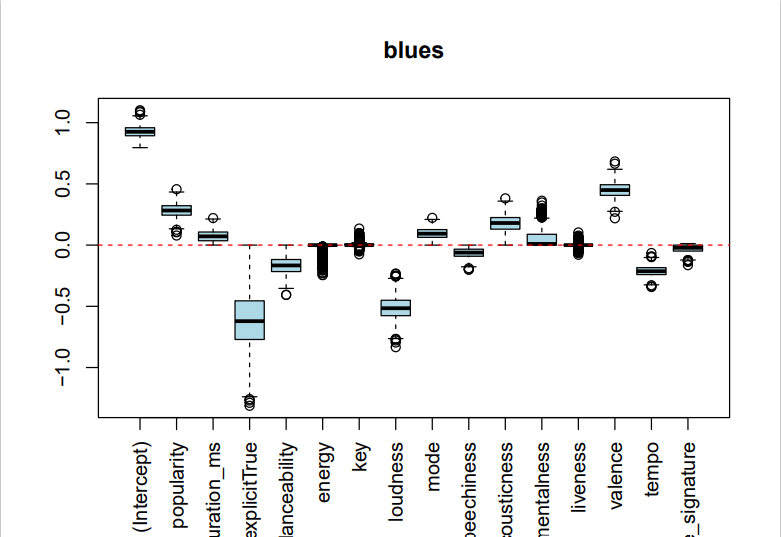 blues
1.0
0.5
0.0
−0.5
−1.0
(Intercept)
popularity
uration_ms
explicitTrue
lanceability
energy
key
loudness
mode
peechiness
ousticness
mentalness
liveness
valence
tempo
e_signature